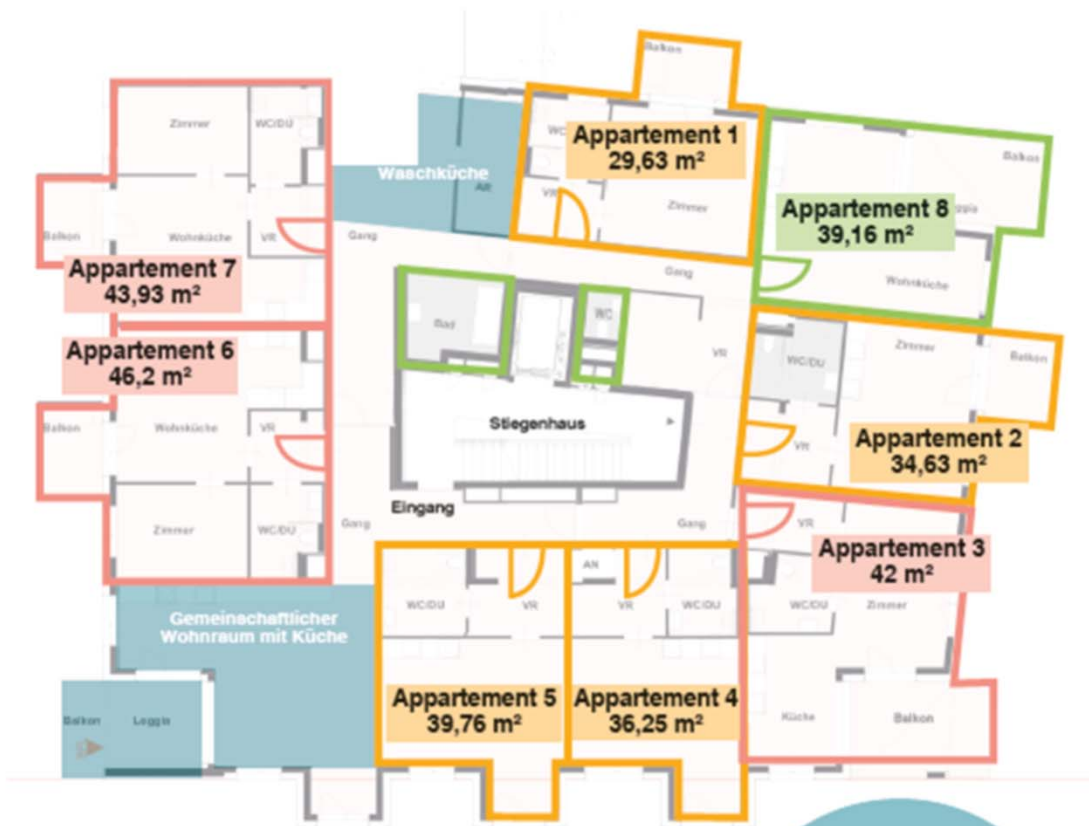 Balkon
Zimmer
WC/DU
WC
Appartement 1
29,63 m²
Waschküche
AR
VR
Zimmer
Balkon
Appartement 8
39,16 m²
Wohnküche
Balkon
Wohnküche
VR
Gang
Gang
Appartement 7
43,93 m²
Bad
WC
VR
Zimmer
Balkon
WC/DU
Appartement 6
46,2 m²
Balkon
Wohnküche
VR
Stiegenhaus
VR
Appartement 2
34,63 m²
Eingang
Zimmer
WC/DU
Gang
Gang
VR
Appartement 3
42 m²
AN
WC/DU
VR
VR
WC/DU
WC/DU
Zimmer
Gemeinschaftlicher
Wohnraum mit Küche
Appartement 5
39,76 m²
Appartement 4
36,25 m²
Balkon
Loggia
Küche
Balkon